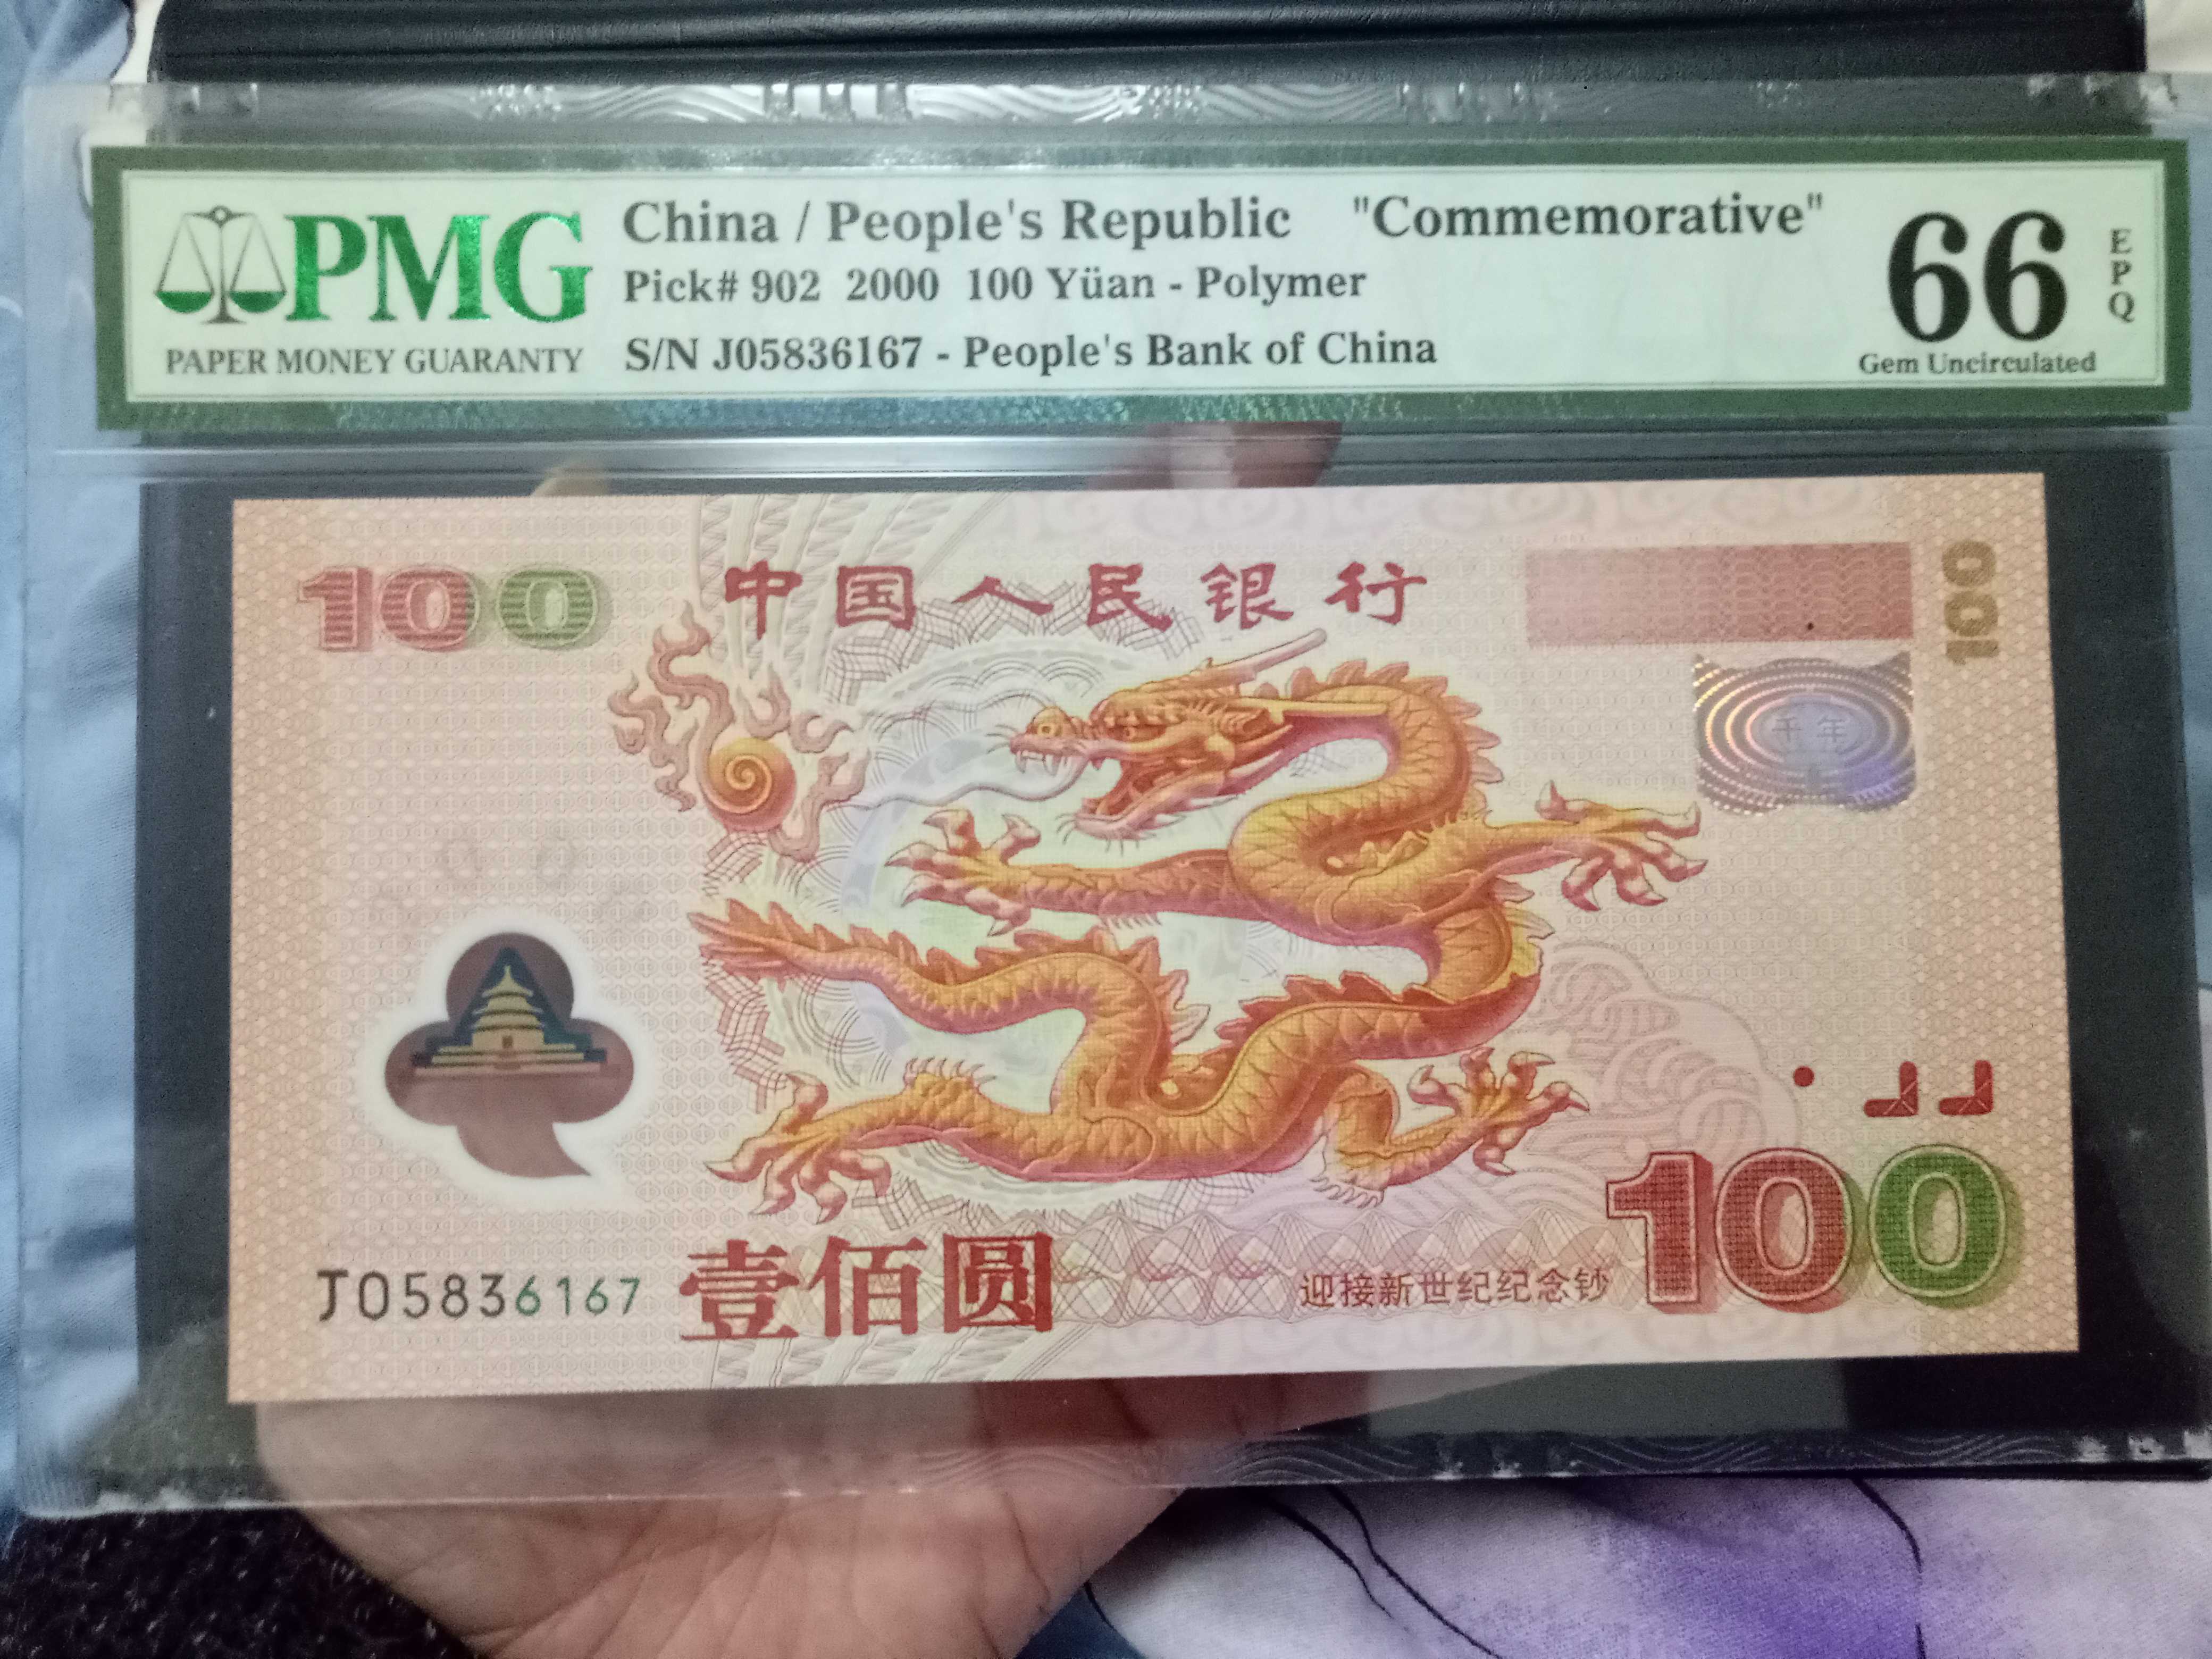 PMG
PAPER MONEY GUARANTY
China / People's Republic "Commemorative"
Pick# 902 2000 100 Yüan - Polymer
S/N J05836167 - People's Bank of China
66
EPQ
Gem Uncirculated
100
中国人民银行
100
千年
J05836167
壹佰圆
迎接新世纪纪念钞
100